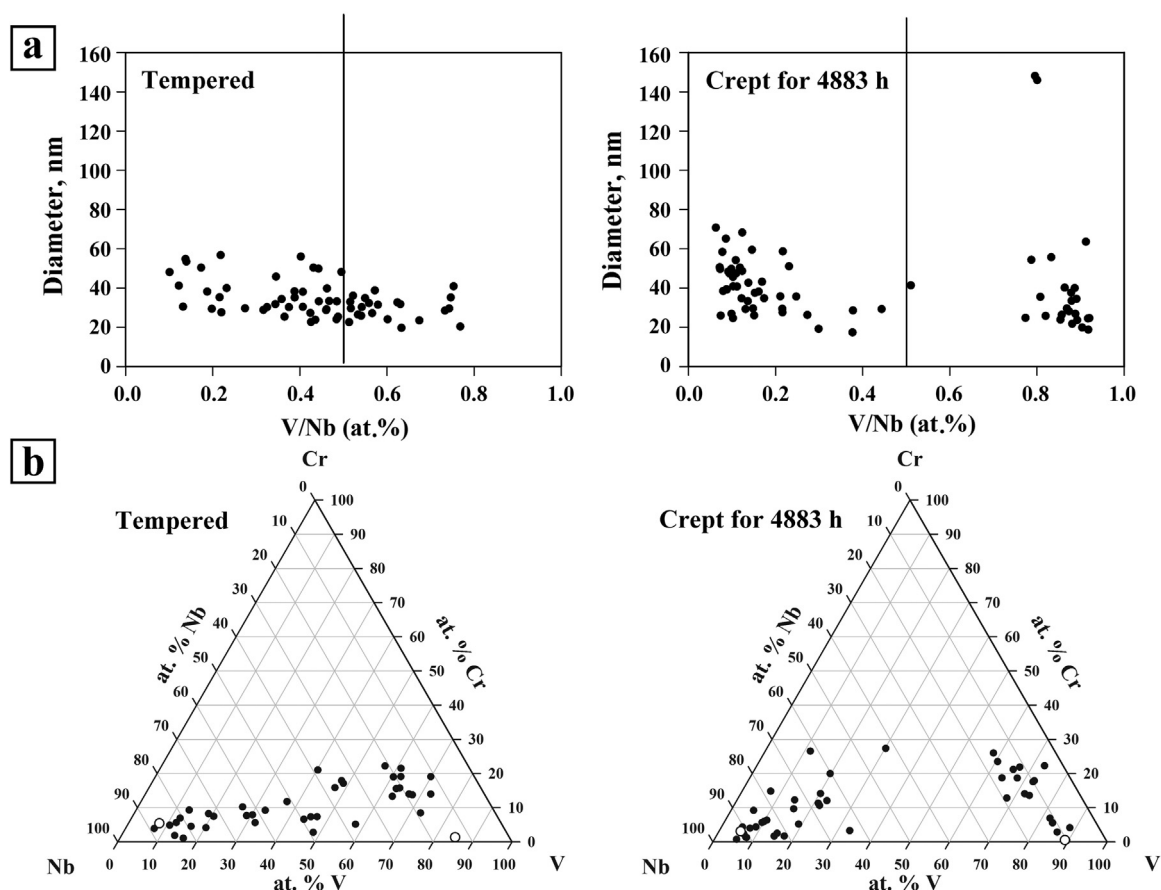 a
Tempered
Diameter, nm
160
140
120
100
80
60
40
20
0
0.0 0.2 0.4 0.6 0.8 1.0
V/Nb (at.%)
Crept for 4883 h
Diameter, nm
160
140
120
100
80
60
40
20
0
0.0 0.2 0.4 0.6 0.8 1.0
V/Nb (at.%)
b
Tempered
Cr
0 100
10 90
20 80
30 70
40 60
50 50
60 40
70 30
80 20
90 10
100 0
at. % Nb
at. % Cr
0 10 20 30 40 50 60 70 80 90 100
Nb
at. % V
V
Crept for 4883 h
Cr
0 100
10 90
20 80
30 70
40 60
50 50
60 40
70 30
80 20
90 10
100 0
at. % Nb
at. % Cr
0 10 20 30 40 50 60 70 80 90 100
Nb
at. % V
V